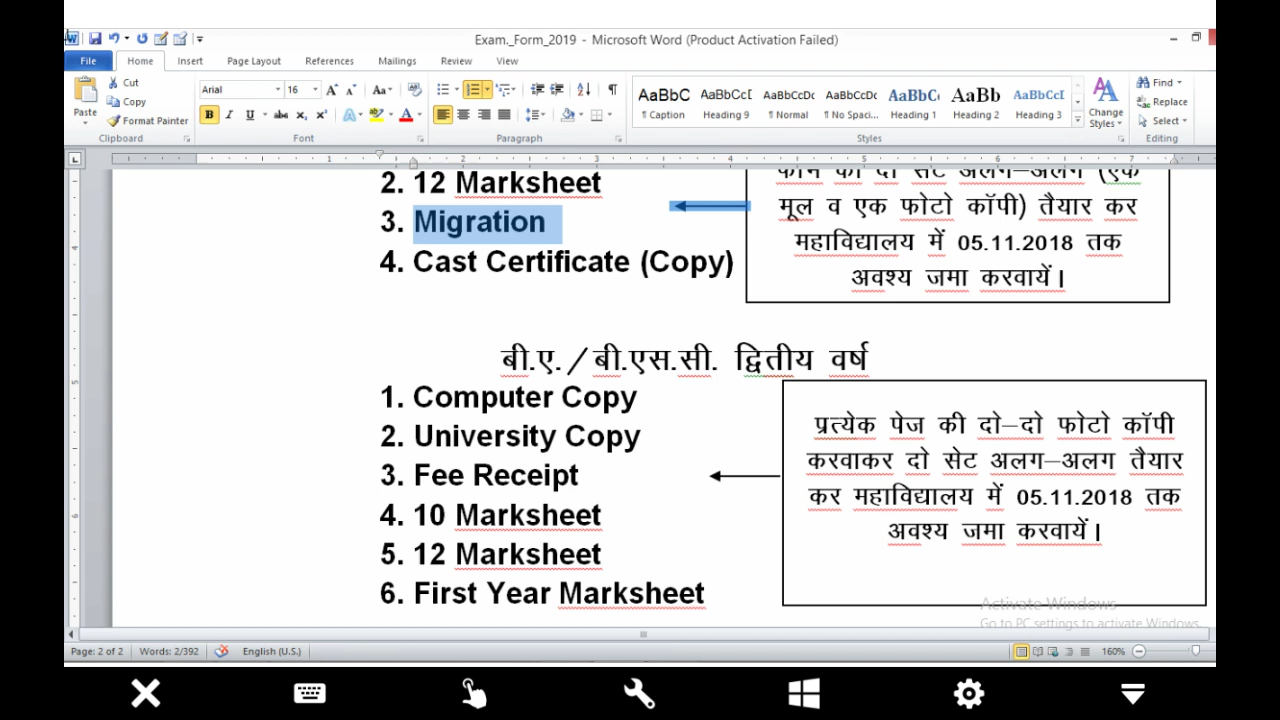 Exam._Form_2019 - Microsoft Word (Product Activation Failed)
File Home Insert Page Layout References Mailings Review View
Paste
Cut
Copy
Format Painter
Clipboard
Arial 16
Font
Paragraph
AaBbC AaBbCcD AaBbCcDc AaBbCcDc AaBbC AaBb AaBbCcI
¶ Caption Heading 9 ¶ Normal ¶ No Spaci... Heading 1 Heading 2 Heading 3
Change Styles
Styles
Find
Replace
Select
Editing
2. 12 Marksheet
3. Migration
4. Cast Certificate (Copy)
फार्म की दो सेट अलग–अलग (एक
मूल व एक फोटो कॉपी) तैयार कर
महाविद्यालय में 05.11.2018 तक
अवश्य जमा करवायें।
बी.ए./बी.एस.सी. द्वितीय वर्ष
1. Computer Copy
2. University Copy
3. Fee Receipt
4. 10 Marksheet
5. 12 Marksheet
6. First Year Marksheet
प्रत्येक पेज की दो–दो फोटो कॉपी
करवाकर दो सेट अलग–अलग तैयार
कर महाविद्यालय में 05.11.2018 तक
अवश्य जमा करवायें।
Activate Windows
Go to PC settings to activate Windows.
Page: 2 of 2 Words: 2/392 English (U.S.) 160%